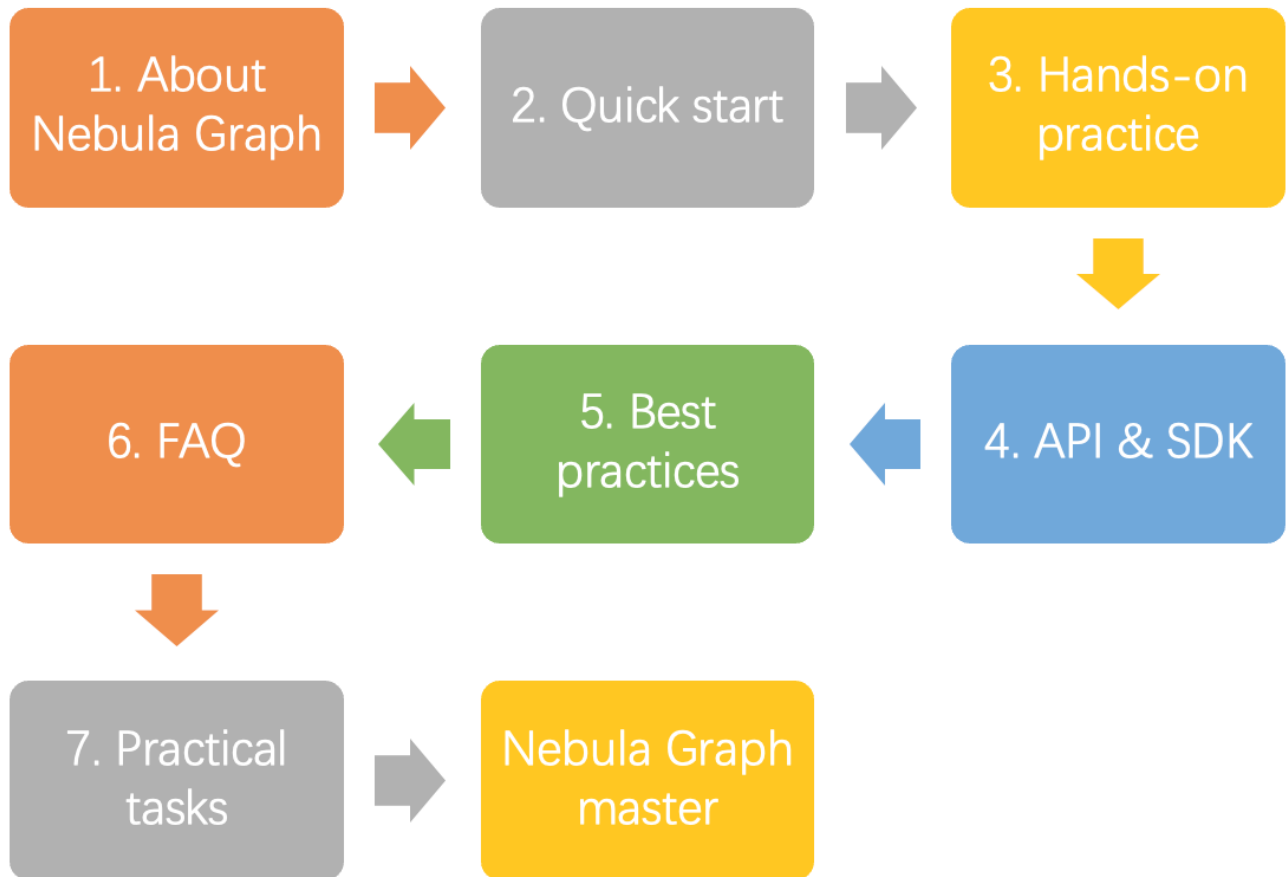 1. About
Nebula Graph
2. Quick start
3. Hands-on
practice
4. API & SDK
5. Best
practices
6. FAQ
7. Practical
tasks
Nebula Graph
master